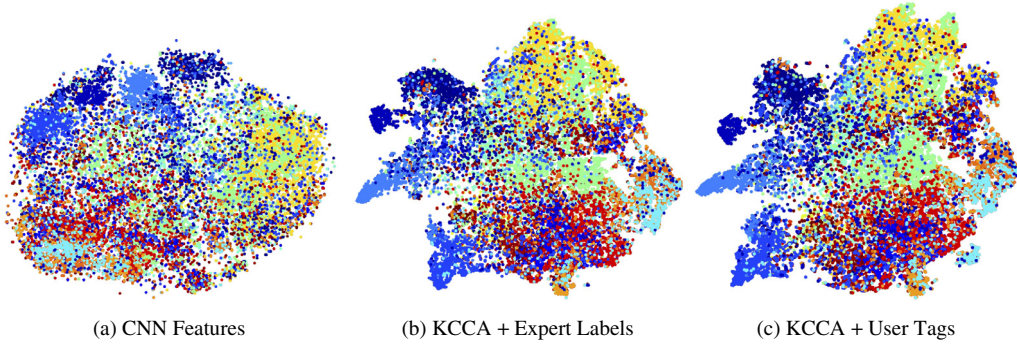 (a) CNN Features
(b) KCCA + Expert Labels
(c) KCCA + User Tags